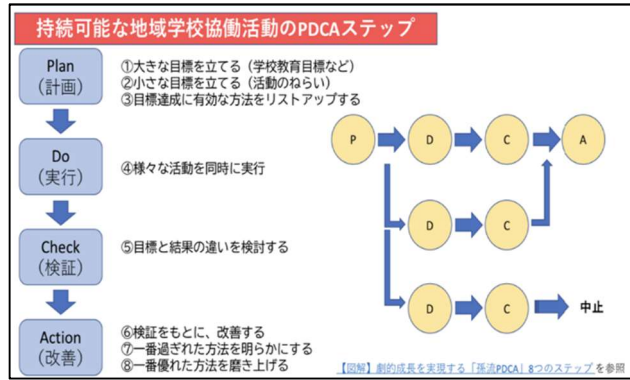 持続可能な地域学校協働活動のPDCAステップ
Plan
(計画)
①大きな目標を立てる(学校教育目標など)
②小さな目標を立てる(活動のねらい)
③目標達成に有効な方法をリストアップする
Do
(実行)
④様々な活動を同時に実行
Check
(検証)
⑤目標と結果の違いを検討する
Action
(改善)
⑥検証をもとに、改善する
⑦一番過ぎれた方法を明らかにする
⑧一番優れた方法を磨き上げる
P
D
C
A
D
C
D
C
中止
【図解】劇的成長を実現する「孫流PDCA」8つのステップ を参照